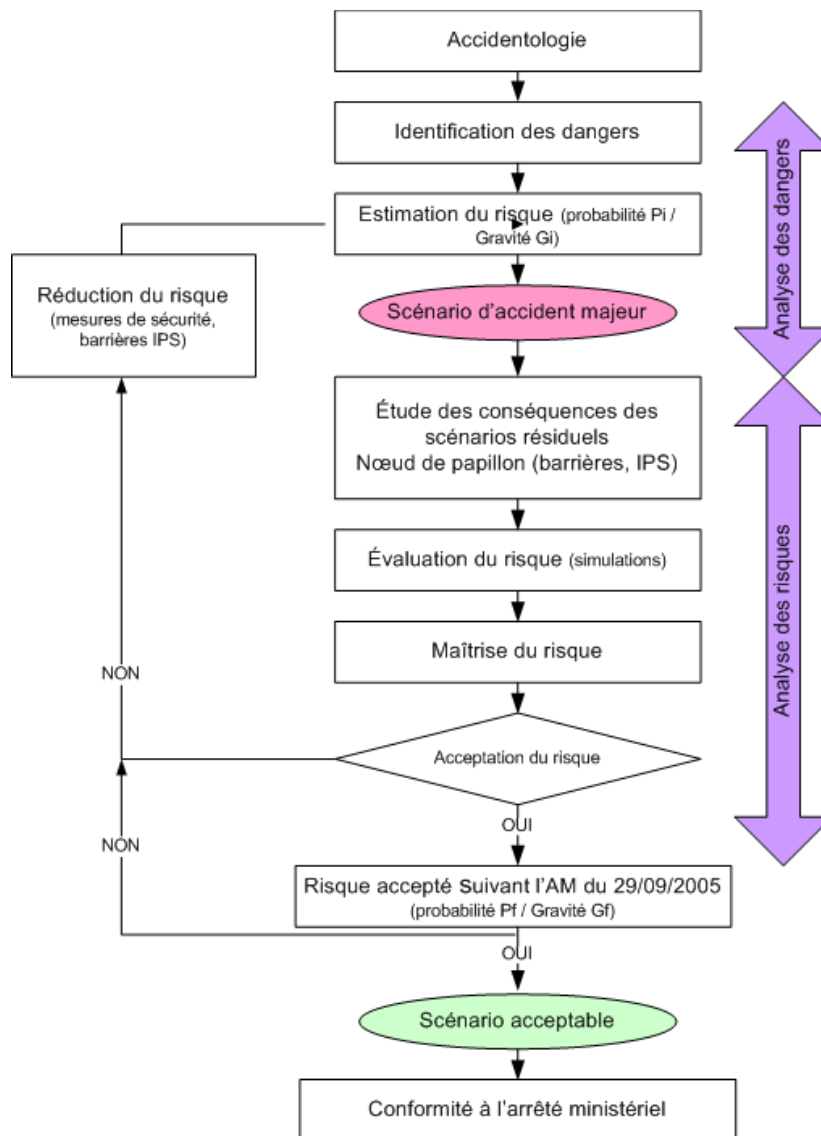 Accidentologie
Identification des dangers
Estimation du risque (probabilité Pi /
Gravité Gi)
Réduction du risque
(mesures de sécurité,
barrières IPS)
Scénario d'accident majeur
Analyse des dangers
Étude des conséquences des
scénarios résiduels
Nœud de papillon (barrières, IPS)
Évaluation du risque (simulations)
Maîtrise du risque
Analyse des risques
NON
Acceptation du risque
OUI
NON
Risque accepté suivant l'AM du 29/09/2005
(probabilité Pf / Gravité Gf)
OUI
Scénario acceptable
Conformité à l'arrêté ministériel